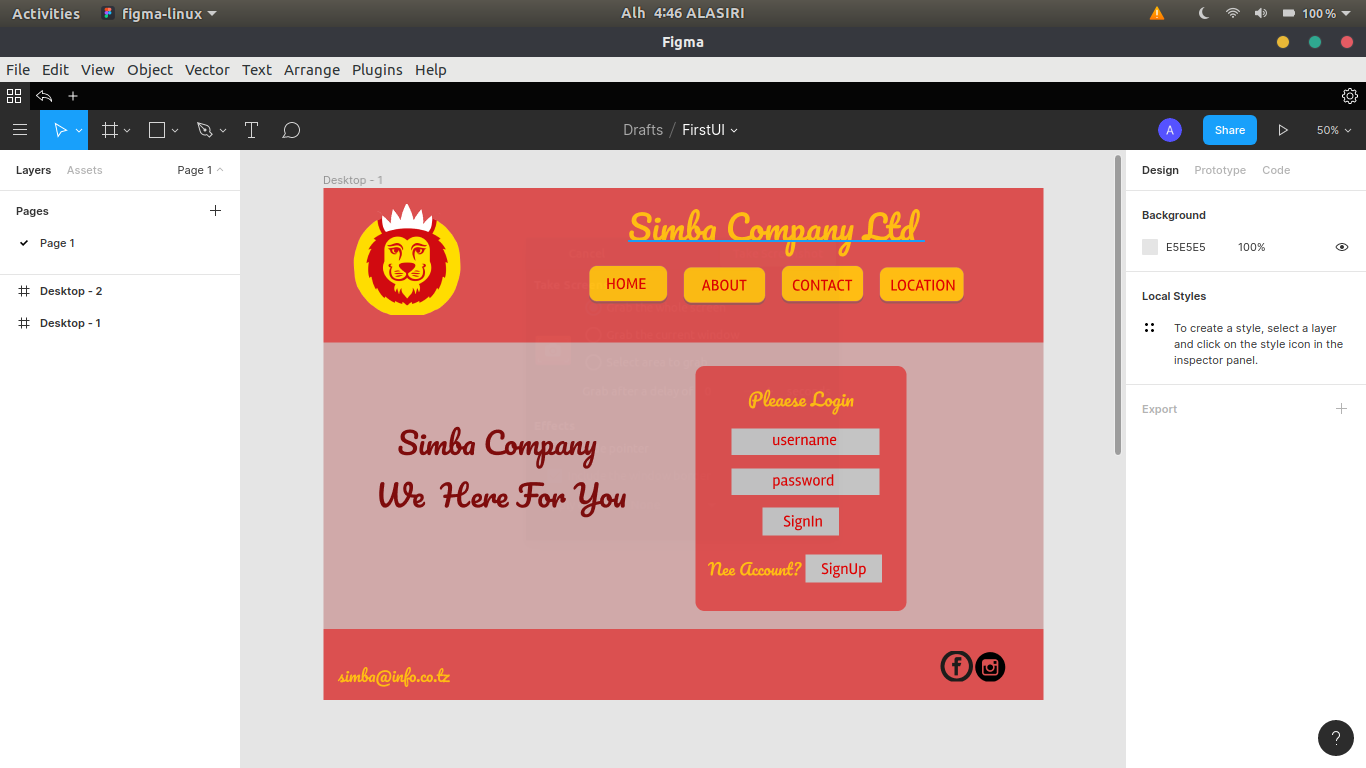 Activities figma-linux Alh 4:46 ALASIRI 100 %
Figma
File Edit View Object Vector Text Arrange Plugins Help
Drafts / FirstUI A Share 50%
Layers Assets Page 1
Design Prototype Code
Pages
Page 1
Desktop - 2
Desktop - 1
Desktop - 1
Simba Company Ltd
HOME ABOUT CONTACT LOCATION
Simba Company
We Here For You
Pleaese Login
username
password
SignIn
Nee Account? SignUp
simba@info.co.tz
Background
E5E5E5 100%
Local Styles
To create a style, select a layer
and click on the style icon in the
inspector panel.
Export
?